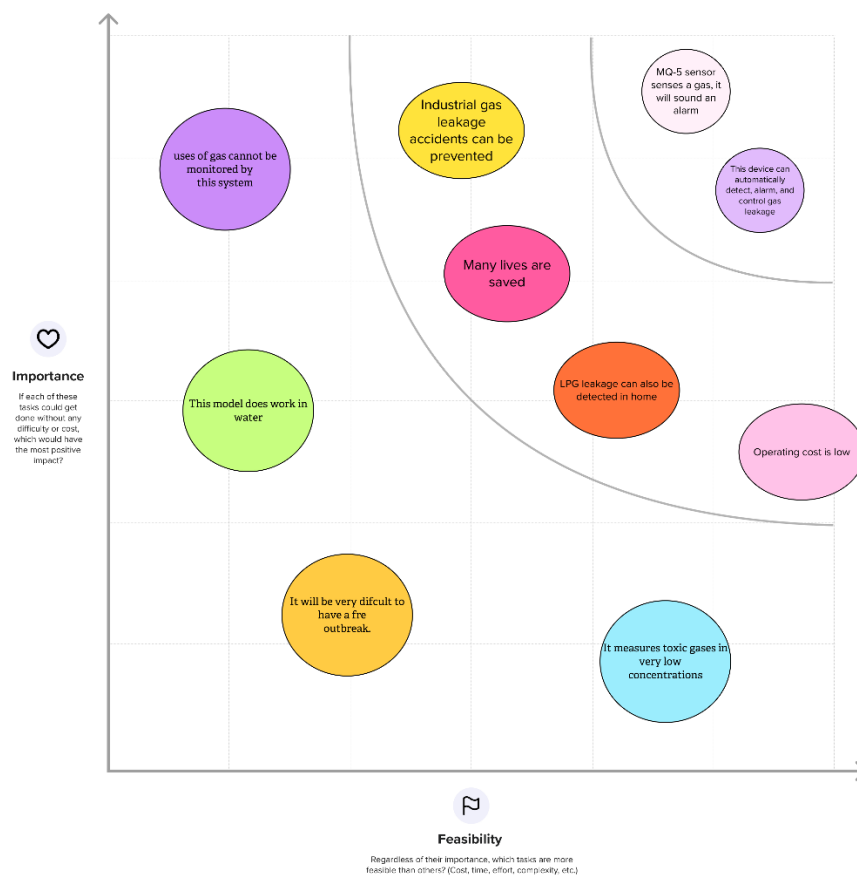 MQ-5 sensor
senses a gas, it
will sound an
alarm
Industrial gas
leakage
accidents can be
prevented
uses of gas cannot be
monitored by
this system
This device can
automatically
detect, alarm, and
control gas
leakage
Many lives are
saved
Importance
If each of these
tasks could get
done without any
difficulty or cost,
which would have
the most positive
impact?
LPG leakage can also be
detected in home
This model does work in
water
Operating cost is low
It will be very difcult to
have a fre
outbreak.
It measures toxic gases in
very low
concentrations
Feasibility
Regardless of their importance, which tasks are more
feasible than others? (Cost, time, effort, complexity, etc.)